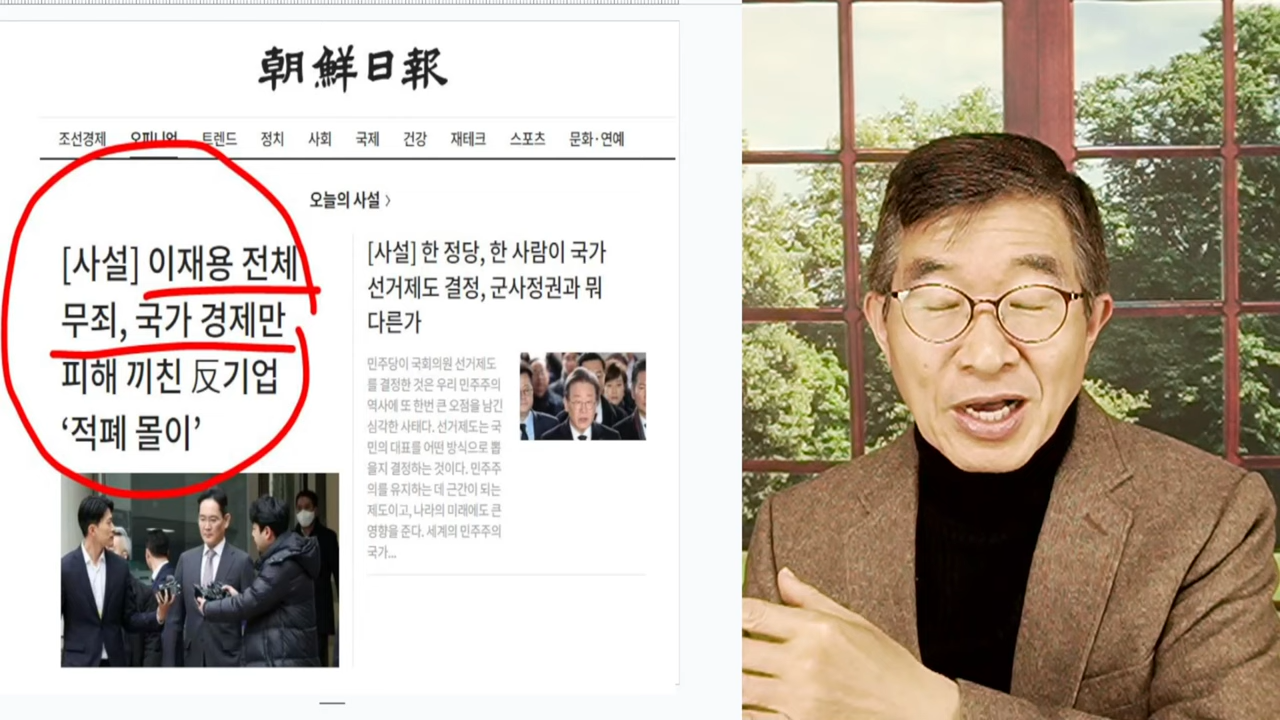 朝鮮日報
조선경제 오피니언 트렌드 정치 사회 국제 건강 재테크 스포츠 문화·연예
오늘의 사설 〉
[사설] 이재용 전체
무죄, 국가 경제만
피해 끼친 反기업
‘적폐 몰이’
[사설] 한 정당, 한 사람이 국가
선거제도 결정, 군사정권과 뭐
다른가
민주당이 국회의원 선거제도
를 결정한 것은 우리 민주주의
역사에 또 한번 큰 오점을 남긴
심각한 사태다. 선거제도는 국
민의 대표를 어떤 방식으로 뽑
을지 결정하는 것이다. 민주주
의를 유지하는 데 근간이 되는
제도이고, 나라의 미래에도 큰
영향을 준다. 세계의 민주주의
국가...